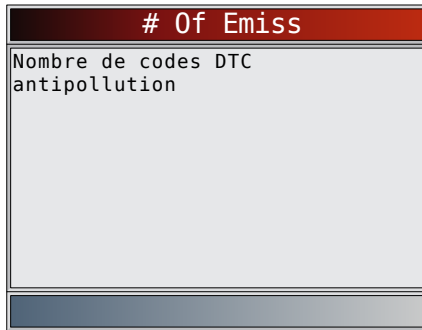 # Of Emiss
Nombre de codes DTC
antipollution